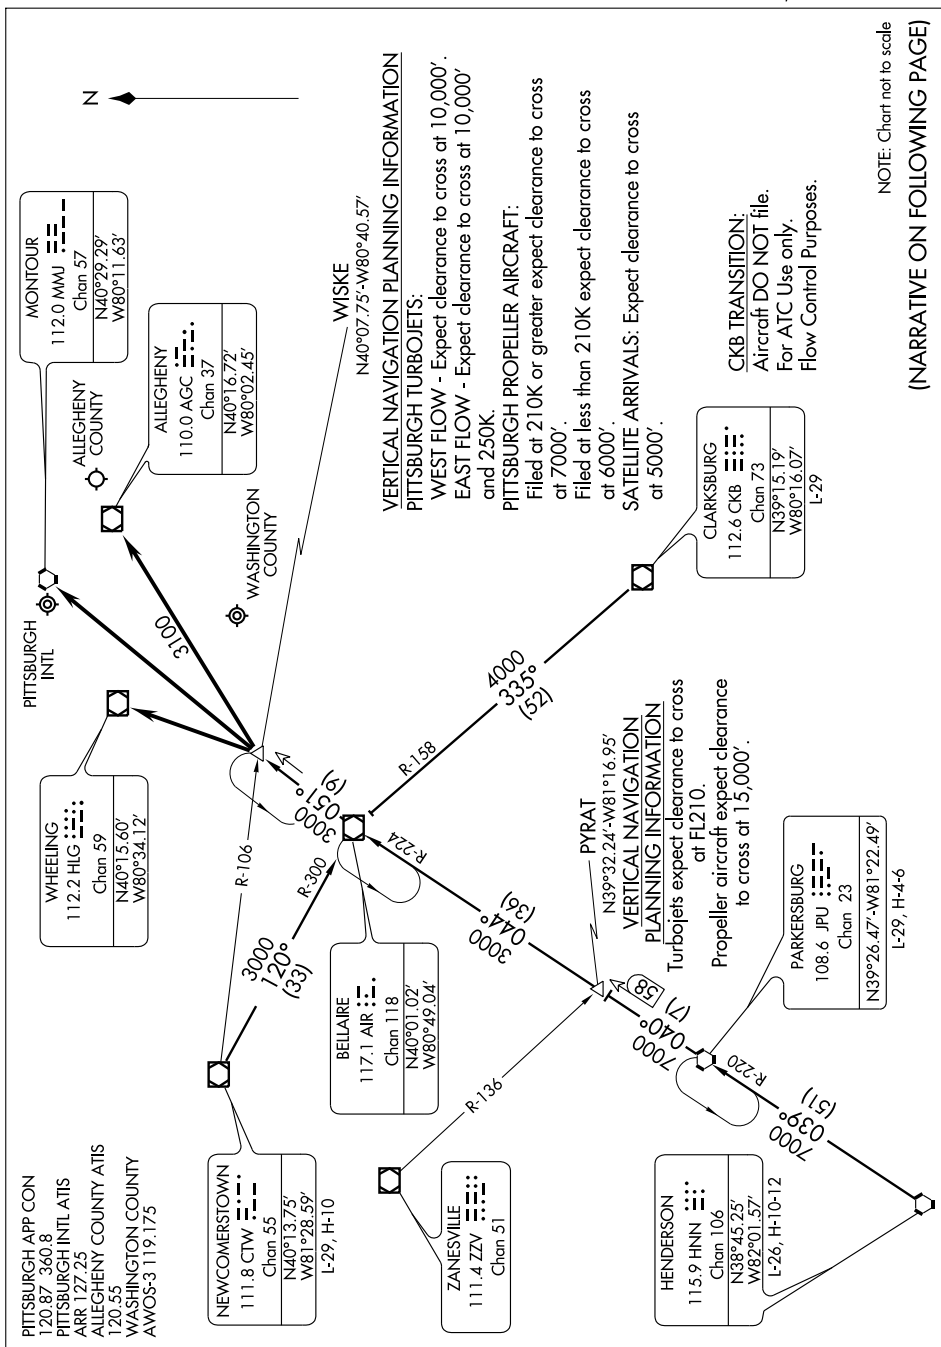 PITTSBURGH APP CON
120.87 360.8
PITTSBURGH INTL ATIS
ARR 127.25
ALLEGHENY COUNTY ATIS
120.55
WASHINGTON COUNTY
AWOS-3 119.175
N
MONTOUR
112.0 MMJ
Chan 57
N40°29.29'
W80°11.63'
PITTSBURGH
INTL
ALLEGHENY
COUNTY
ALLEGHENY
110.0 AGC
Chan 37
N40°16.72'
W80°02.45'
WASHINGTON
COUNTY
WHEELING
112.2 HLG
Chan 59
N40°15.60'
W80°34.12'
3100
WISKE
N40°07.75'-W80°40.57'
VERTICAL NAVIGATION PLANNING INFORMATION
PITTSBURGH TURBOJETS:
WEST FLOW - Expect clearance to cross at 10,000'.
EAST FLOW - Expect clearance to cross at 10,000'
and 250K.
PITTSBURGH PROPELLER AIRCRAFT:
Filed at 210K or greater expect clearance to cross
at 7000'.
Filed at less than 210K expect clearance to cross
at 6000'.
SATELLITE ARRIVALS: Expect clearance to cross
at 5000'.
R-106
3000
051°
(9)
NEWCOMERSTOWN
111.8 CTW
Chan 55
N40°13.75'
W81°28.59'
L-29, H-10
3000
120°
(33)
R-300
BELLAIRE
117.1 AIR
Chan 118
N40°01.02'
W80°49.04'
R-224
R-158
4000
335°
(52)
CLARKSBURG
112.6 CKB
Chan 73
N39°15.19'
W80°16.07'
L-29
CKB TRANSITION:
Aircraft DO NOT file.
For ATC Use only.
Flow Control Purposes.
3000
044°
(36)
ZANESVILLE
111.4 ZZV
Chan 51
R-136
PYRAT
N39°32.24'-W81°16.95'
VERTICAL NAVIGATION
PLANNING INFORMATION
Turbojets expect clearance to cross
at FL210.
Propeller aircraft expect clearance
to cross at 15,000'.
58
7000
040°
(7)
PARKERSBURG
108.6 JPU
Chan 23
N39°26.47'-W81°22.49'
L-29, H-4-6
R-220
7000
039°
(51)
HENDERSON
115.9 HNN
Chan 106
N38°45.25'
W82°01.57'
L-26, H-10-12
NOTE: Chart not to scale
(NARRATIVE ON FOLLOWING PAGE)